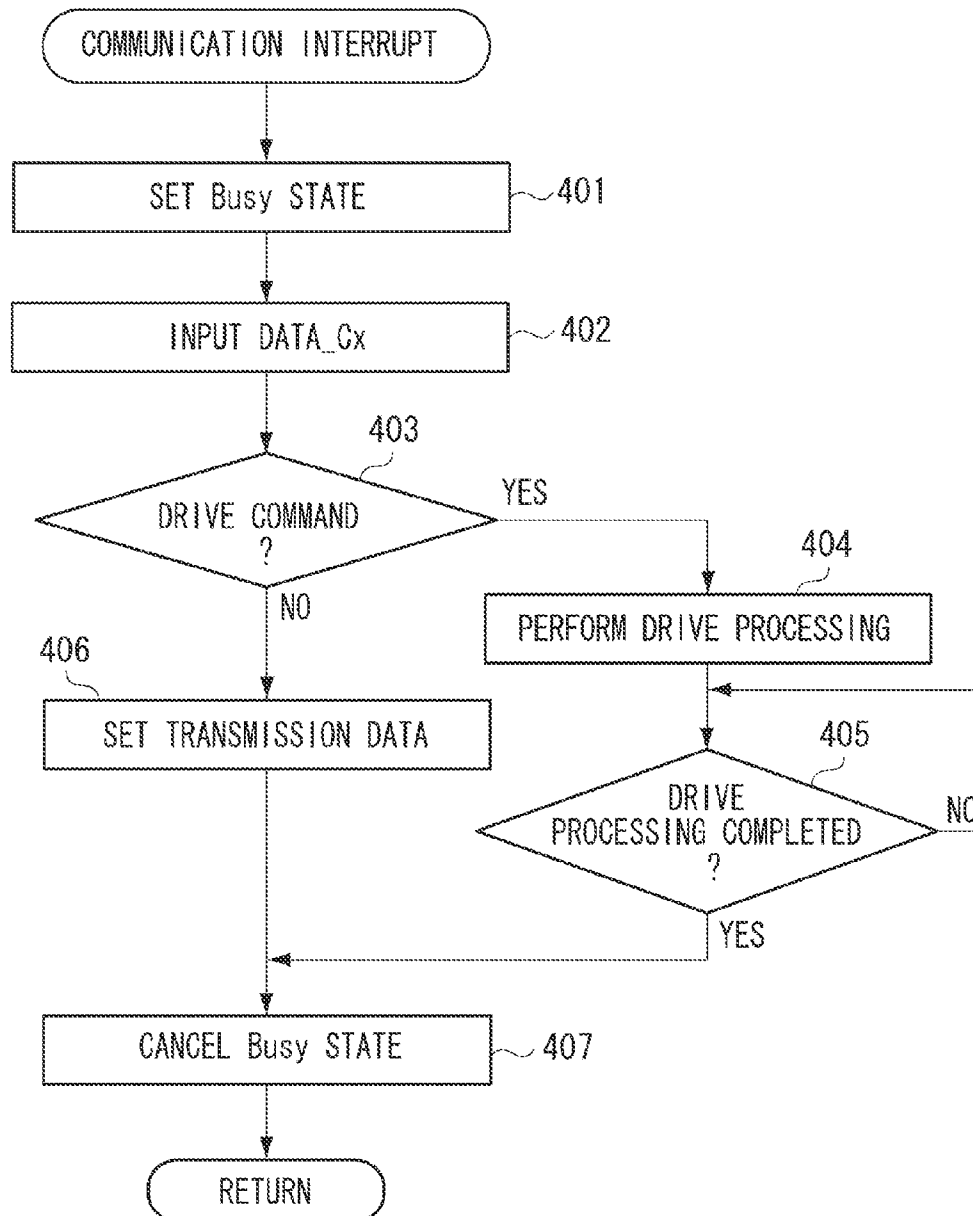 COMMUNICATION INTERRUPT
SET Busy STATE
401
INPUT DATA_Cx
402
403
DRIVE COMMAND
?
YES
NO
404
PERFORM DRIVE PROCESSING
406
SET TRANSMISSION DATA
405
DRIVE
PROCESSING COMPLETED
?
NO
YES
CANCEL Busy STATE
407
RETURN